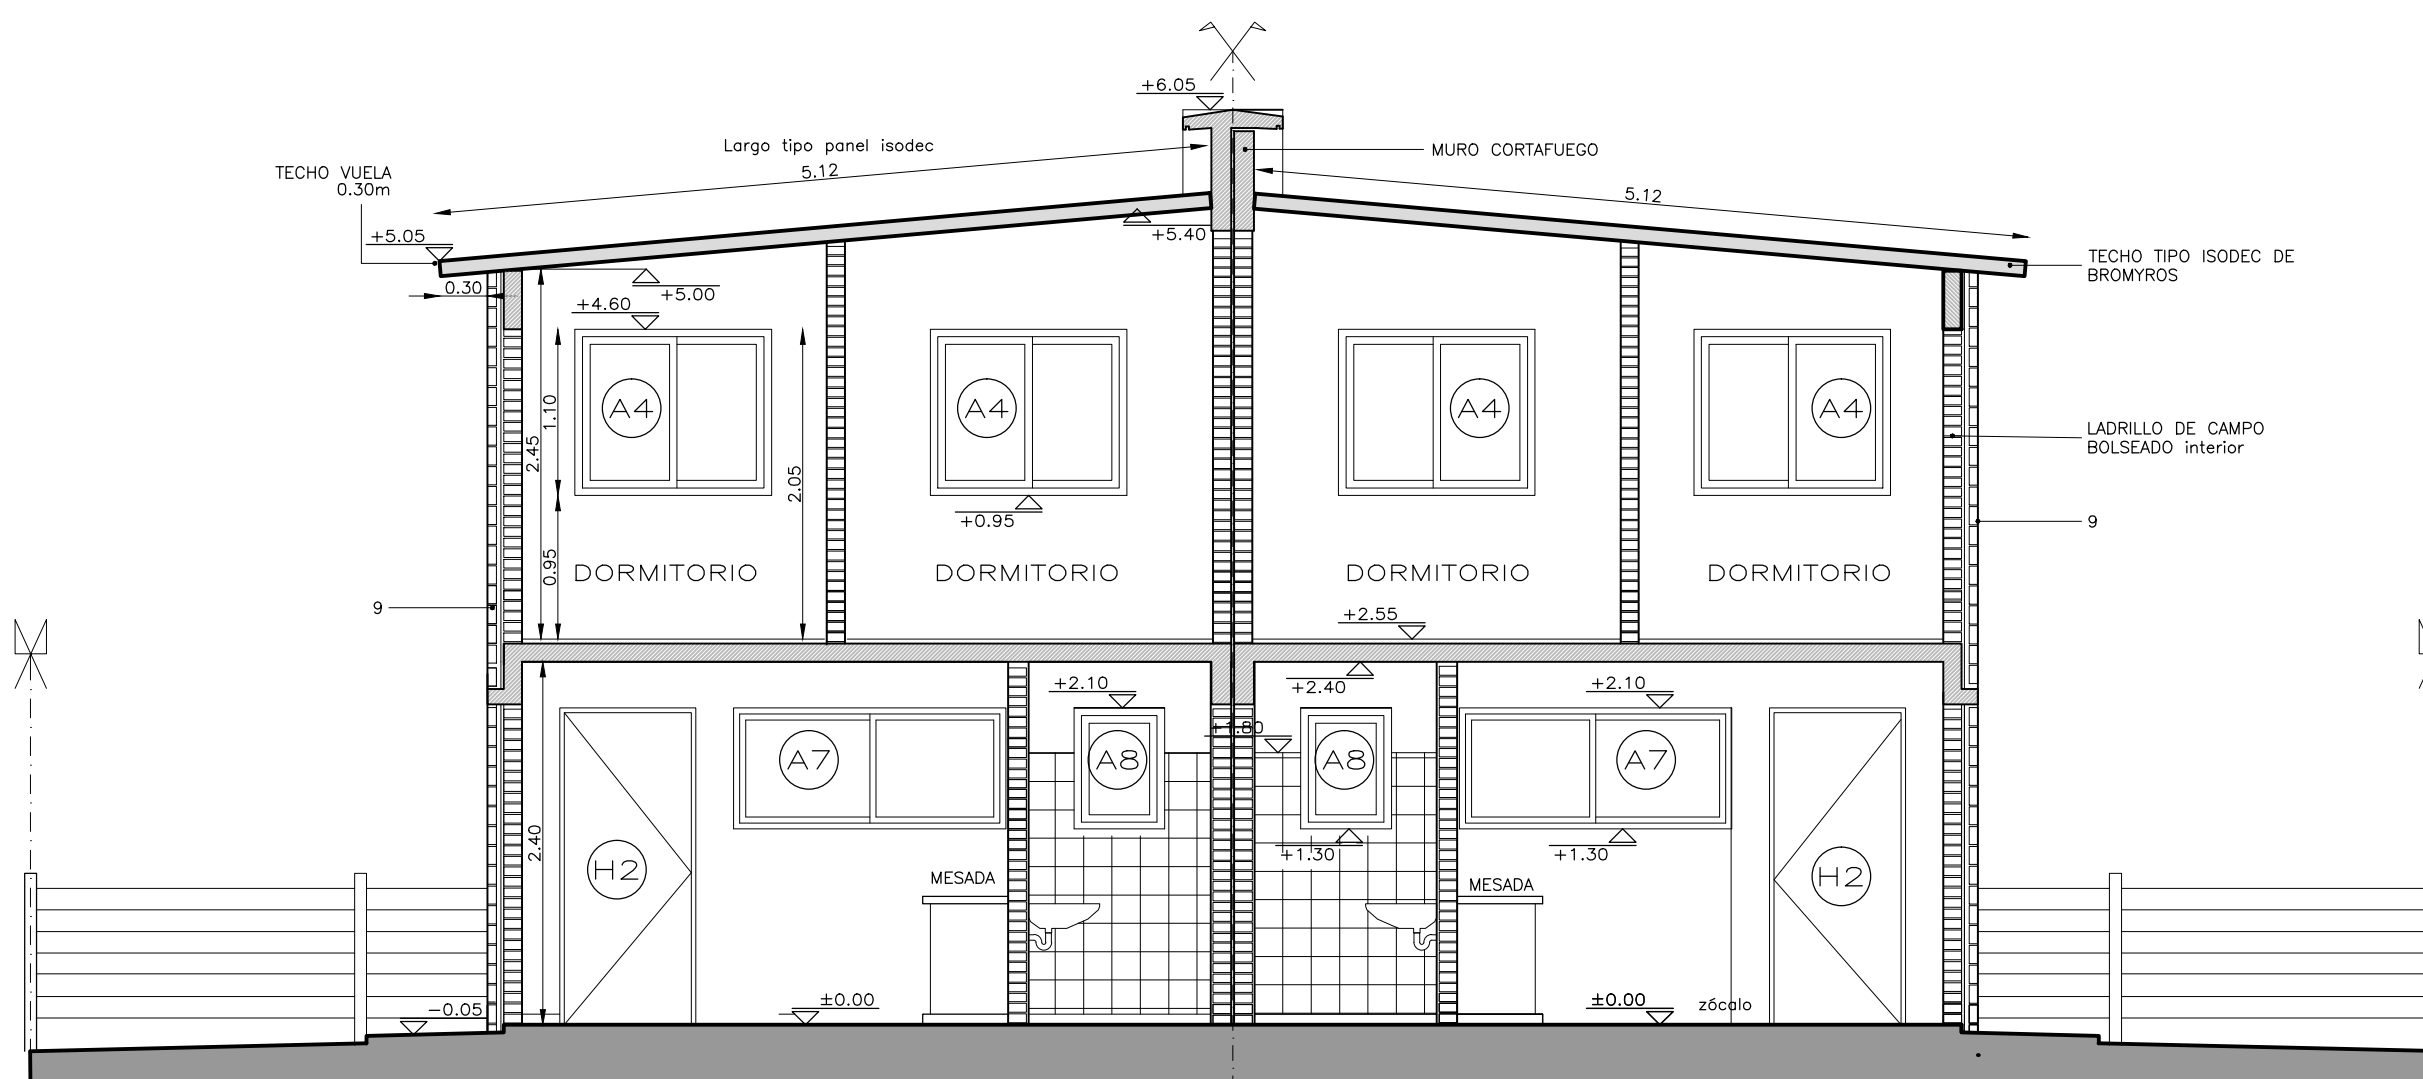 +6.05
Largo tipo panel isodec
5.12
MURO CORTAFUEGO
TECHO VUELA
0.30m
5.12
+5.05
+5.40
TECHO TIPO ISODEC DE
BROMYROS
0.30
+5.00
+4.60
A4
A4
A4
A4
1.10
2.45
2.05
LADRILLO DE CAMPO
BOLSEADO interior
+0.95
9
0.95
DORMITORIO
DORMITORIO
DORMITORIO
DORMITORIO
9
+2.55
+2.10
+2.40
+2.10
+1.80
A7
A8
A8
A7
2.40
+1.30
+1.30
H2
MESADA
MESADA
H2
-0.05
±0.00
±0.00
zócalo